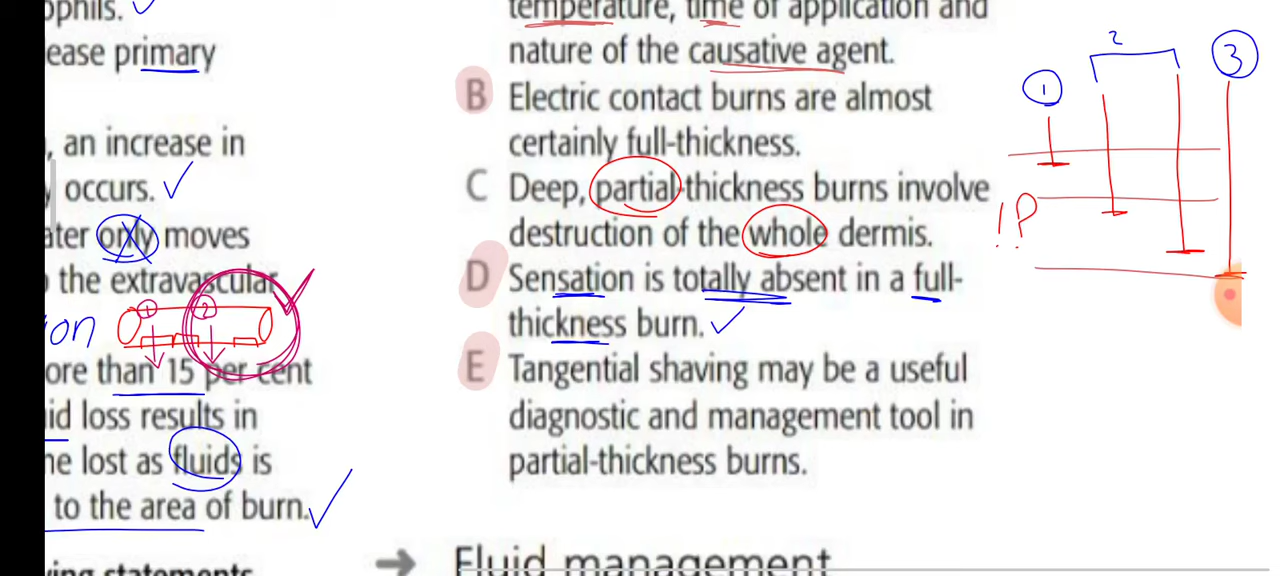 ophils.
ease primary
, an increase in
occurs.
ater only moves
the extravascular
on
1 2
ore than 15 per cent
id loss results in
he lost as fluids is
to the area of burn.
ving statements
temperature, time of application and
nature of the causative agent.
B Electric contact burns are almost
certainly full-thickness.
C Deep, partial-thickness burns involve
destruction of the whole dermis.
D Sensation is totally absent in a full-
thickness burn.
E Tangential shaving may be a useful
diagnostic and management tool in
partial-thickness burns.
→ Fluid management
1 2 3